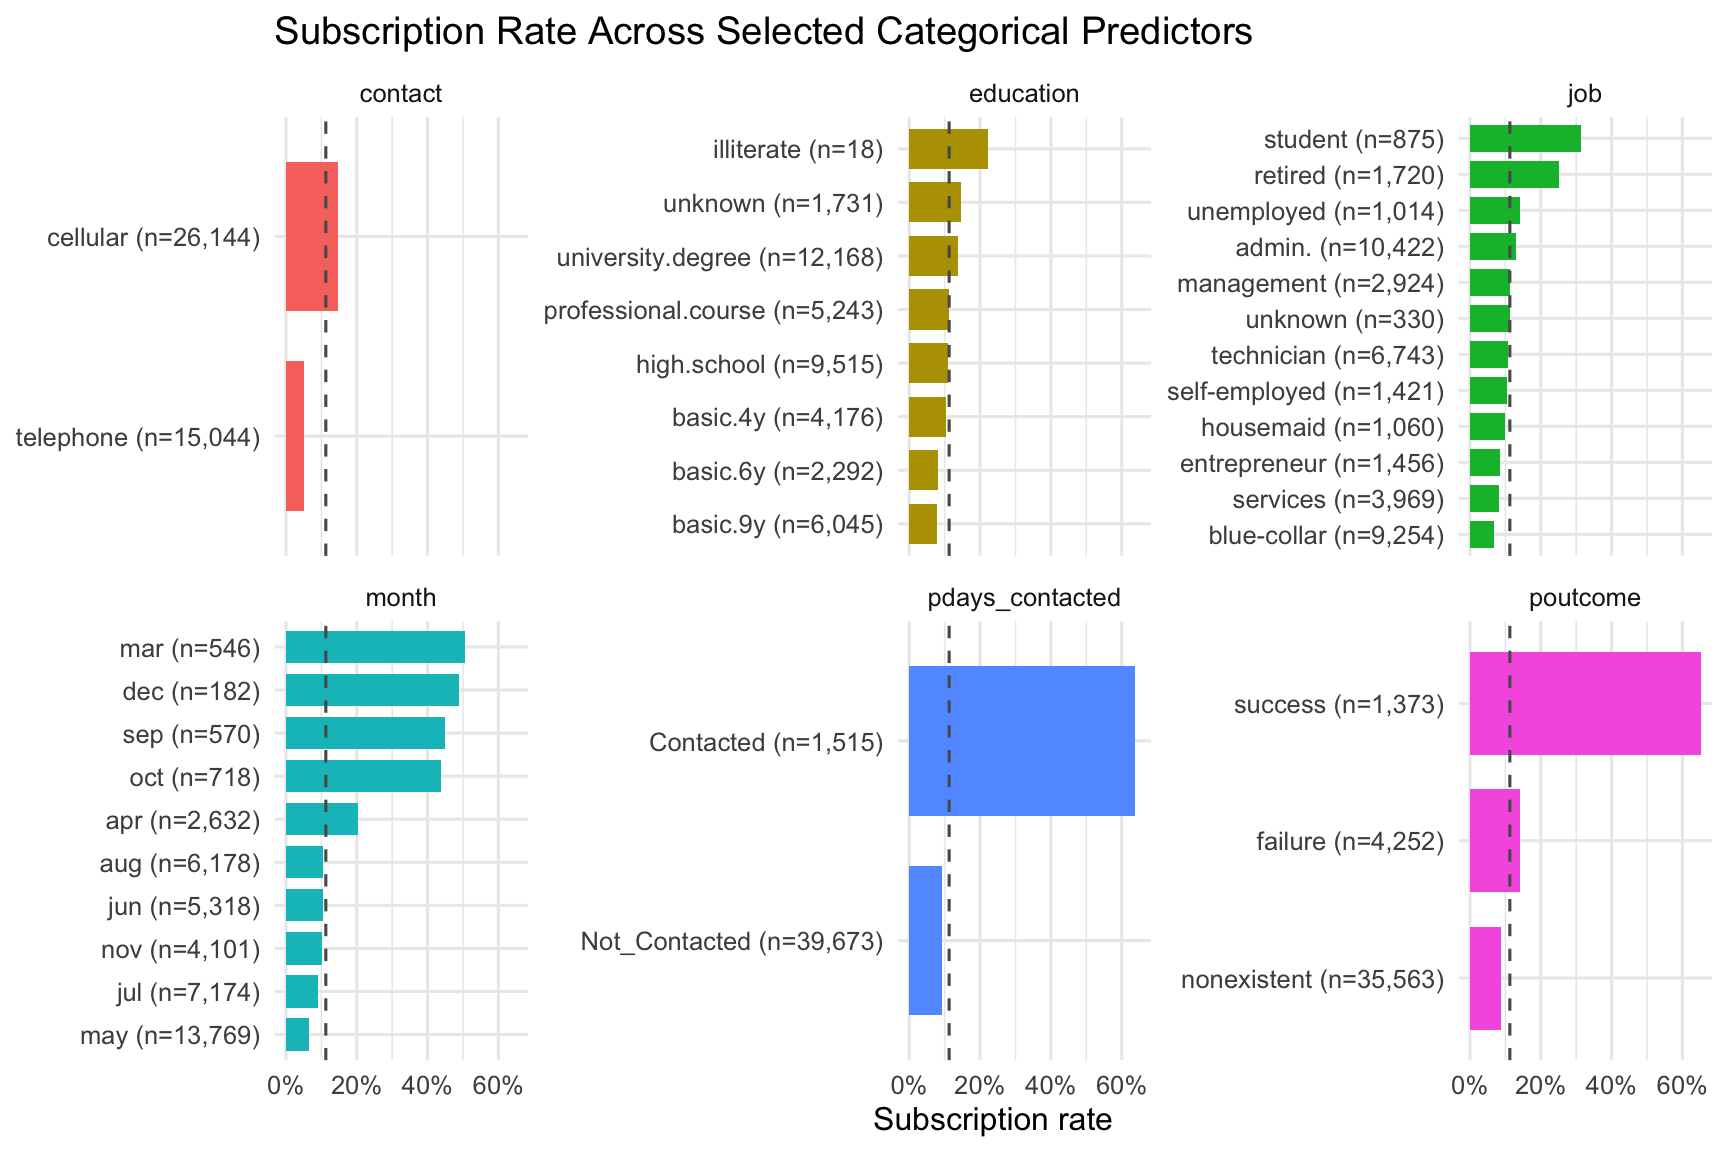 Subscription Rate Across Selected Categorical Predictors
contact
cellular (n=26,144)
telephone (n=15,044)
education
illiterate (n=18)
unknown (n=1,731)
university.degree (n=12,168)
professional.course (n=5,243)
high.school (n=9,515)
basic.4y (n=4,176)
basic.6y (n=2,292)
basic.9y (n=6,045)
job
student (n=875)
retired (n=1,720)
unemployed (n=1,014)
admin. (n=10,422)
management (n=2,924)
unknown (n=330)
technician (n=6,743)
self-employed (n=1,421)
housemaid (n=1,060)
entrepreneur (n=1,456)
services (n=3,969)
blue-collar (n=9,254)
month
mar (n=546)
dec (n=182)
sep (n=570)
oct (n=718)
apr (n=2,632)
aug (n=6,178)
jun (n=5,318)
nov (n=4,101)
jul (n=7,174)
may (n=13,769)
0% 20% 40% 60%
pdays_contacted
Contacted (n=1,515)
Not_Contacted (n=39,673)
0% 20% 40% 60%
poutcome
success (n=1,373)
failure (n=4,252)
nonexistent (n=35,563)
0% 20% 40% 60%
Subscription rate